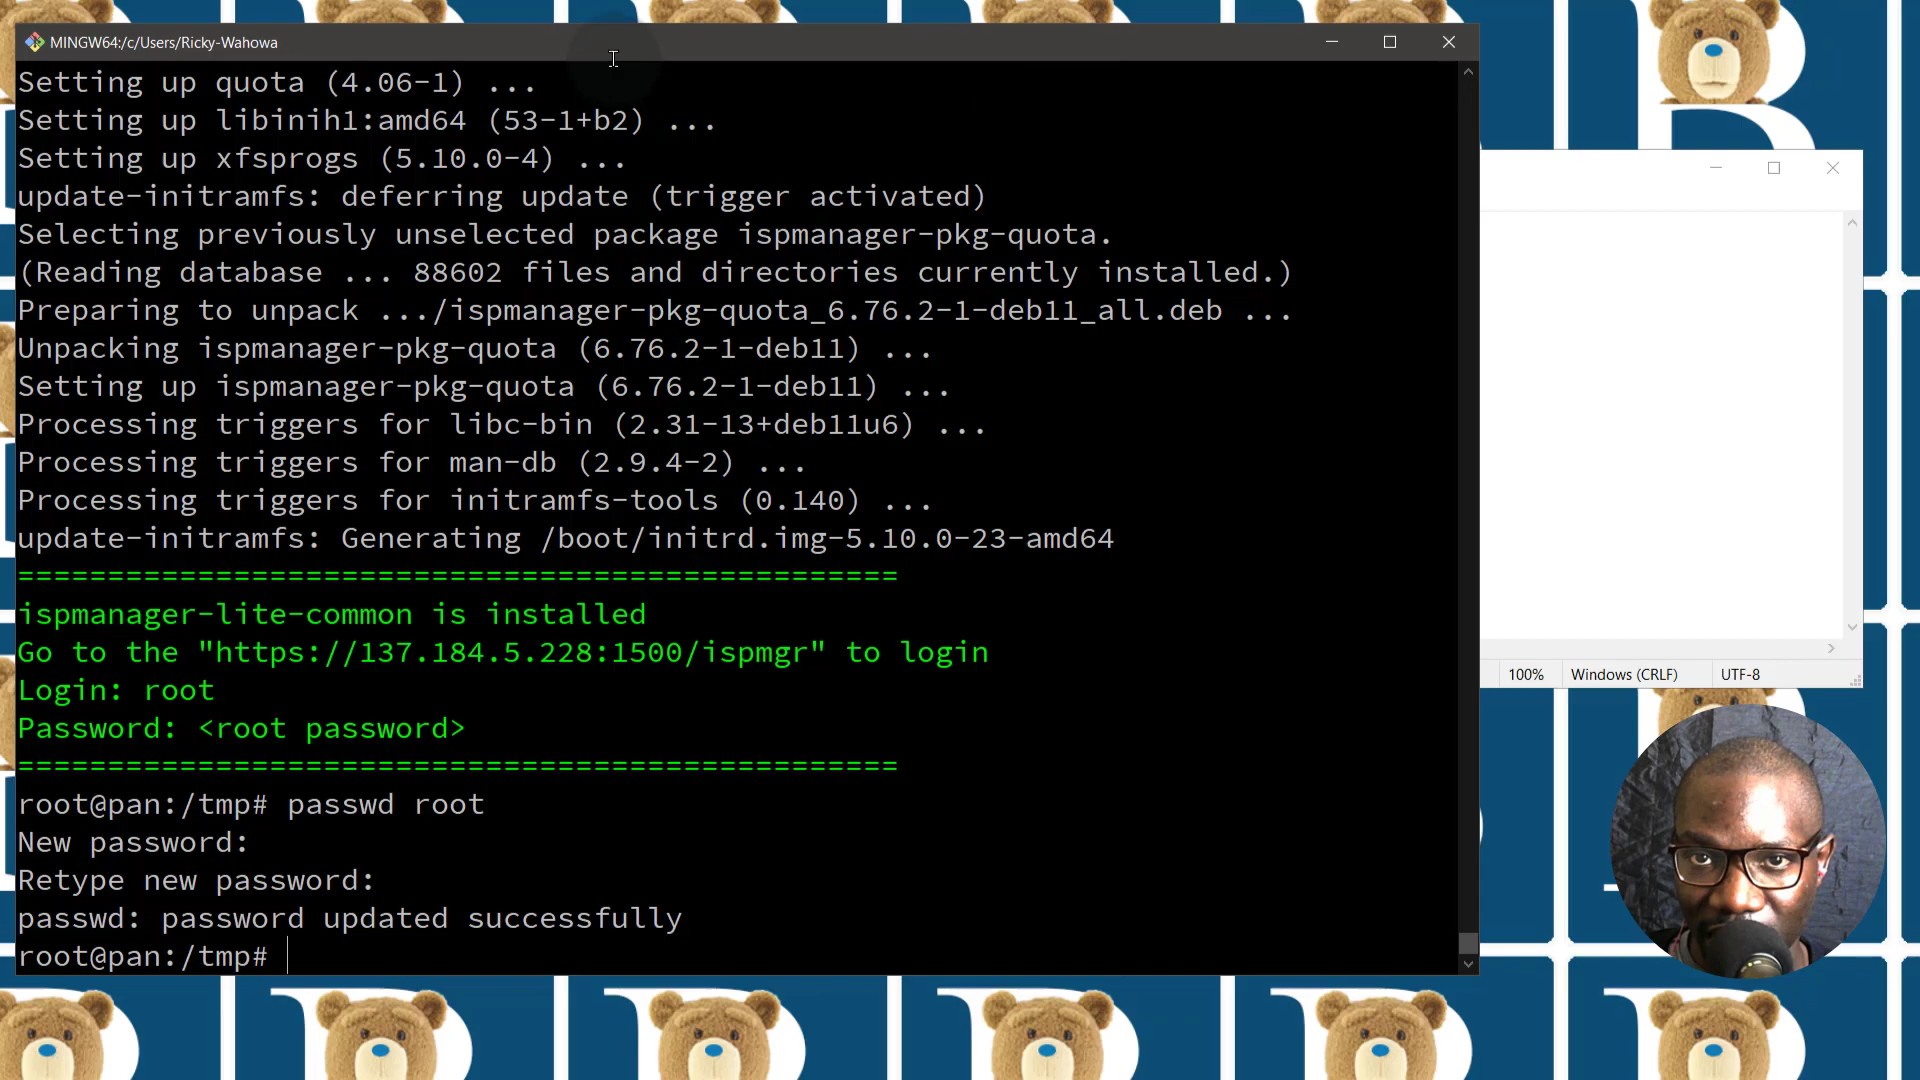 MINGW64:/c/Users/Ricky-Wahowa
Setting up quota (4.06-1) ...
Setting up libinih1:amd64 (53-1+b2) ...
Setting up xfsprogs (5.10.0-4) ...
update-initramfs: deferring update (trigger activated)
Selecting previously unselected package ispmanager-pkg-quota.
(Reading database ... 88602 files and directories currently installed.)
Preparing to unpack .../ispmanager-pkg-quota_6.76.2-1-deb11_all.deb ...
Unpacking ispmanager-pkg-quota (6.76.2-1-deb11) ...
Setting up ispmanager-pkg-quota (6.76.2-1-deb11) ...
Processing triggers for libc-bin (2.31-13+deb11u6) ...
Processing triggers for man-db (2.9.4-2) ...
Processing triggers for initramfs-tools (0.140) ...
update-initramfs: Generating /boot/initrd.img-5.10.0-23-amd64
=================================================
ispmanager-lite-common is installed
Go to the "https://137.184.5.228:1500/ispmgr" to login
Login: root
Password: <root password>
=================================================
root@pan:/tmp# passwd root
New password:
Retype new password:
passwd: password updated successfully
root@pan:/tmp#
100% Windows (CRLF) UTF-8